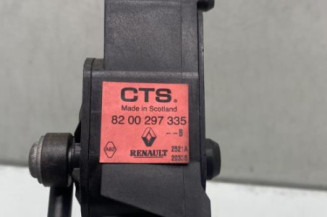 CTS.
Made in Scotland
82 00 297 335
--B
RENAULT